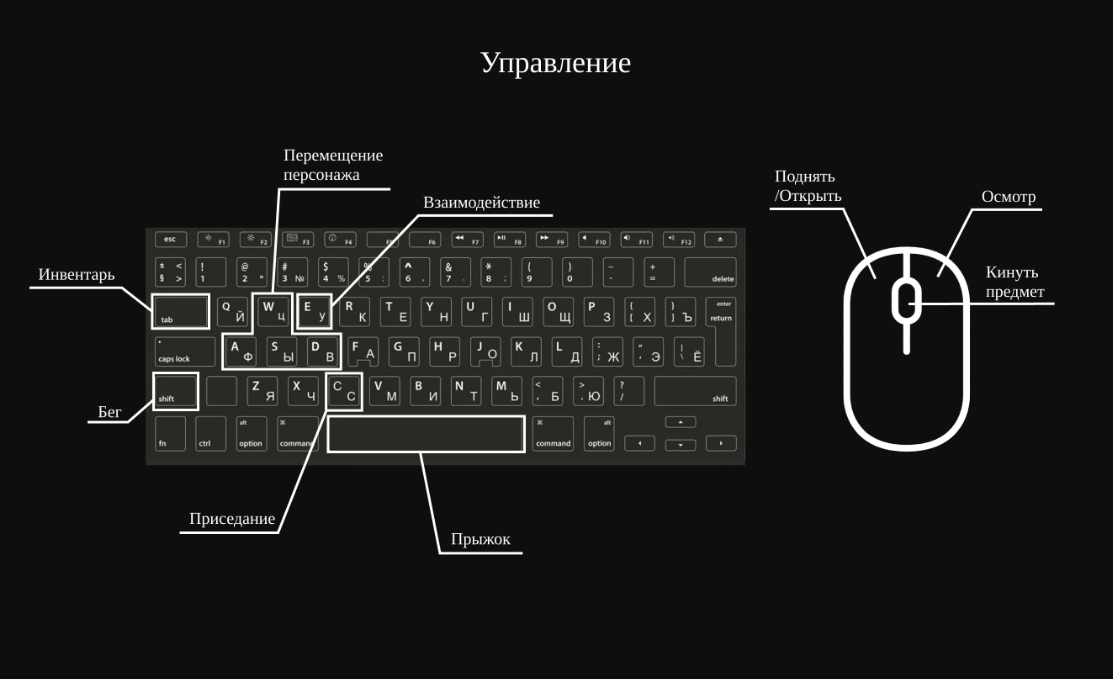 Управление
Перемещение
персонажа
Взаимодействие
Инвентарь
Бег
Приседание
Прыжок
Поднять
/Открыть
Осмотр
Кинуть
предмет
esc F1 F2 F3 F4 F5 F6 F7 F8 F9 F10 F11 F12
± < ! @ # $ % ^ & * ( ) _ +
§ > 1 2 " 3 № 4 % 5 : 6 , 7 . 8 ; 9 0 - = delete
tab Q Й W Ц E У R К T Е Y Н U Г I Ш O Щ P З { [ Х } ] Ъ enter return
caps lock A Ф S Ы D В F А G П H Р J О K Л L Д : ; Ж " ' Э | \ Ё
shift Z Я X Ч C С V М B И N Т M Ь < , Б > . Ю ? / shift
fn ctrl alt option ⌘ command ⌘ command alt option